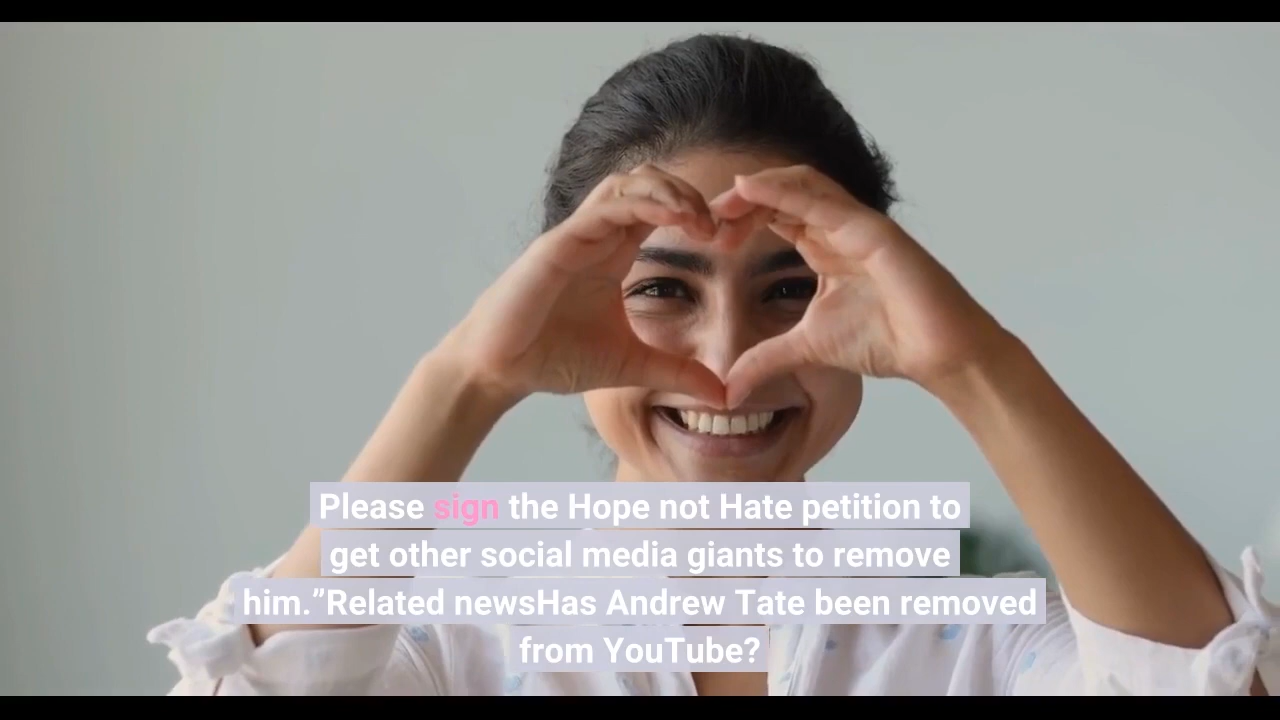 Please sign the Hope not Hate petition to
get other social media giants to remove
him.”Related newsHas Andrew Tate been removed
from YouTube?